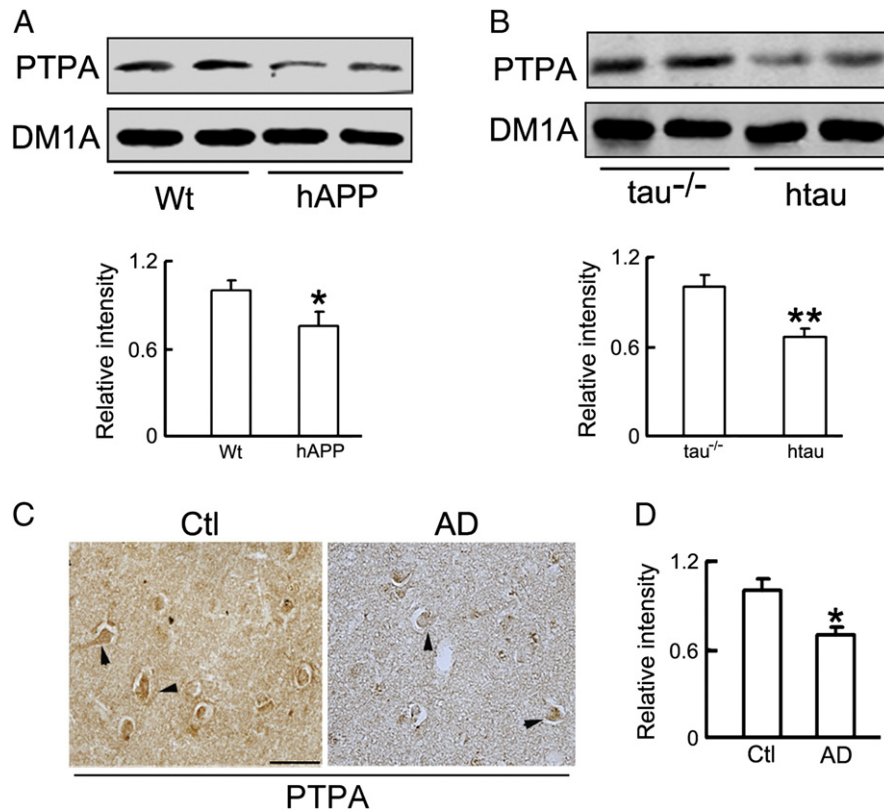 A
PTPA
DM1A
Wt hAPP
Relative intensity
1.2
0.6
0
*
Wt hAPP
B
PTPA
DM1A
tau-/- htau
Relative intensity
1.2
0.6
0
**
tau-/- htau
C
Ctl AD
PTPA
D
Relative intensity
1.2
0.6
0
*
Ctl AD